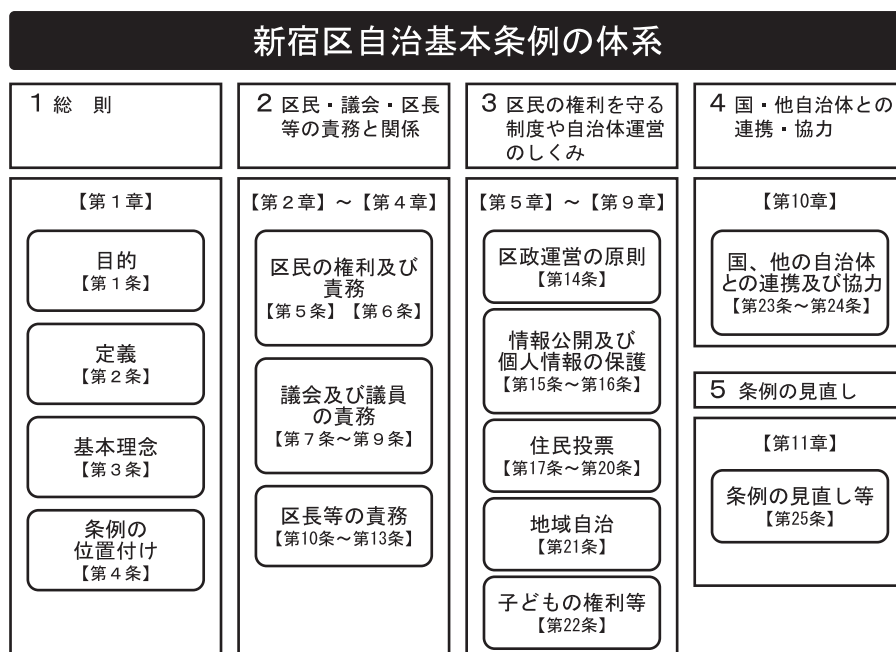 新宿区自治基本条例の体系
1 総　則
【第１章】
目的
【第１条】
定義
【第２条】
基本理念
【第３条】
条例の
位置付け
【第４条】
2 区民・議会・区長
等の責務と関係
【第２章】～【第４章】
区民の権利及び
責務
【第５条】【第６条】
議会及び議員
の責務
【第７条～第９条】
区長等の責務
【第10条～第13条】
3 区民の権利を守る
制度や自治体運営
のしくみ
【第５章】～【第９章】
区政運営の原則
【第14条】
情報公開及び
個人情報の保護
【第15条～第16条】
住民投票
【第17条～第20条】
地域自治
【第21条】
子どもの権利等
【第22条】
4 国・他自治体との
連携・協力
【第10章】
国、他の自治体
との連携及び協力
【第23条～第24条】
5 条例の見直し
【第11章】
条例の見直し等
【第25条】